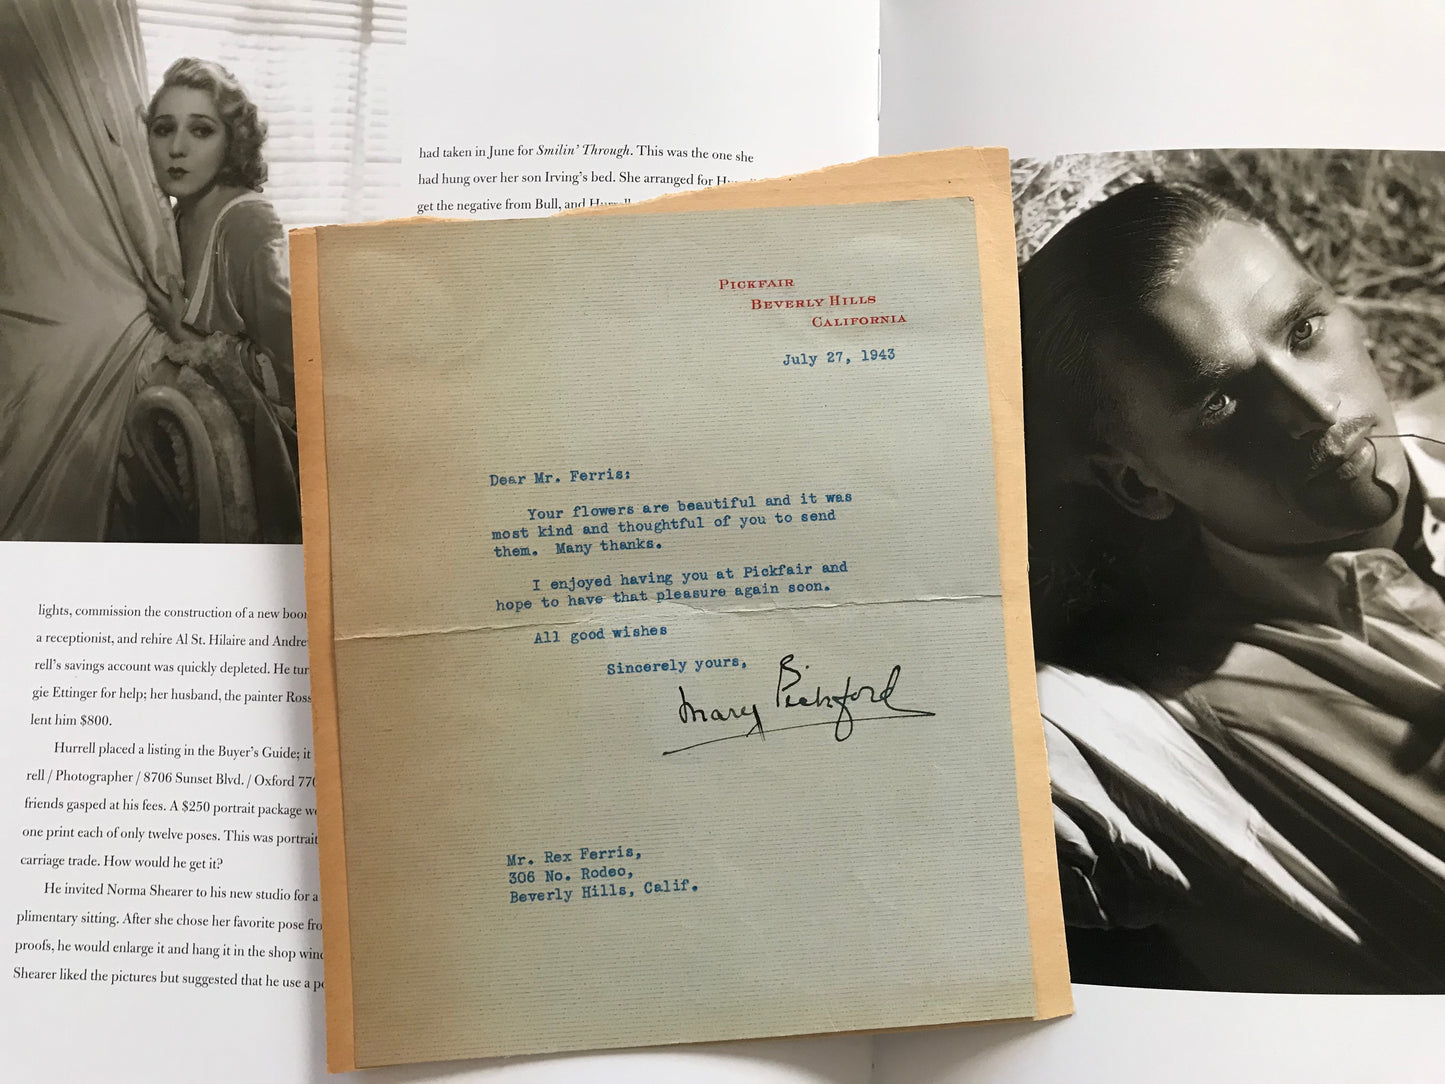 had taken in June for Smilin' Through. This was the one she
had hung over her son Irving's bed. She arranged for
get the negative from Bull, and
PICKFAIR
BEVERLY HILLS
CALIFORNIA
July 27, 1943
Dear Mr. Ferris:
Your flowers are beautiful and it was
most kind and thoughtful of you to send
them. Many thanks.
I enjoyed having you at Pickfair and
hope to have that pleasure again soon.
All good wishes
Sincerely yours,
Mary Pickford
Mr. Rex Ferris,
306 No. Rodeo,
Beverly Hills, Calif.
lights, commission the construction of a new
a receptionist, and rehire Al St. Hilaire and
rell's savings account was quickly depleted. He
gie Ettinger for help; her husband, the painter
lent him $800.
Hurrell placed a listing in the Buyer's Guide; it
rell / Photographer / 8706 Sunset Blvd. / Oxford
friends gasped at his fees. A $250 portrait package
one print each of only twelve poses. This was portrait
carriage trade. How would he get it?
He invited Norma Shearer to his new studio for a
plimentary sitting. After she chose her favorite pose
proofs, he would enlarge it and hang it in the shop
Shearer liked the pictures but suggested that he use a